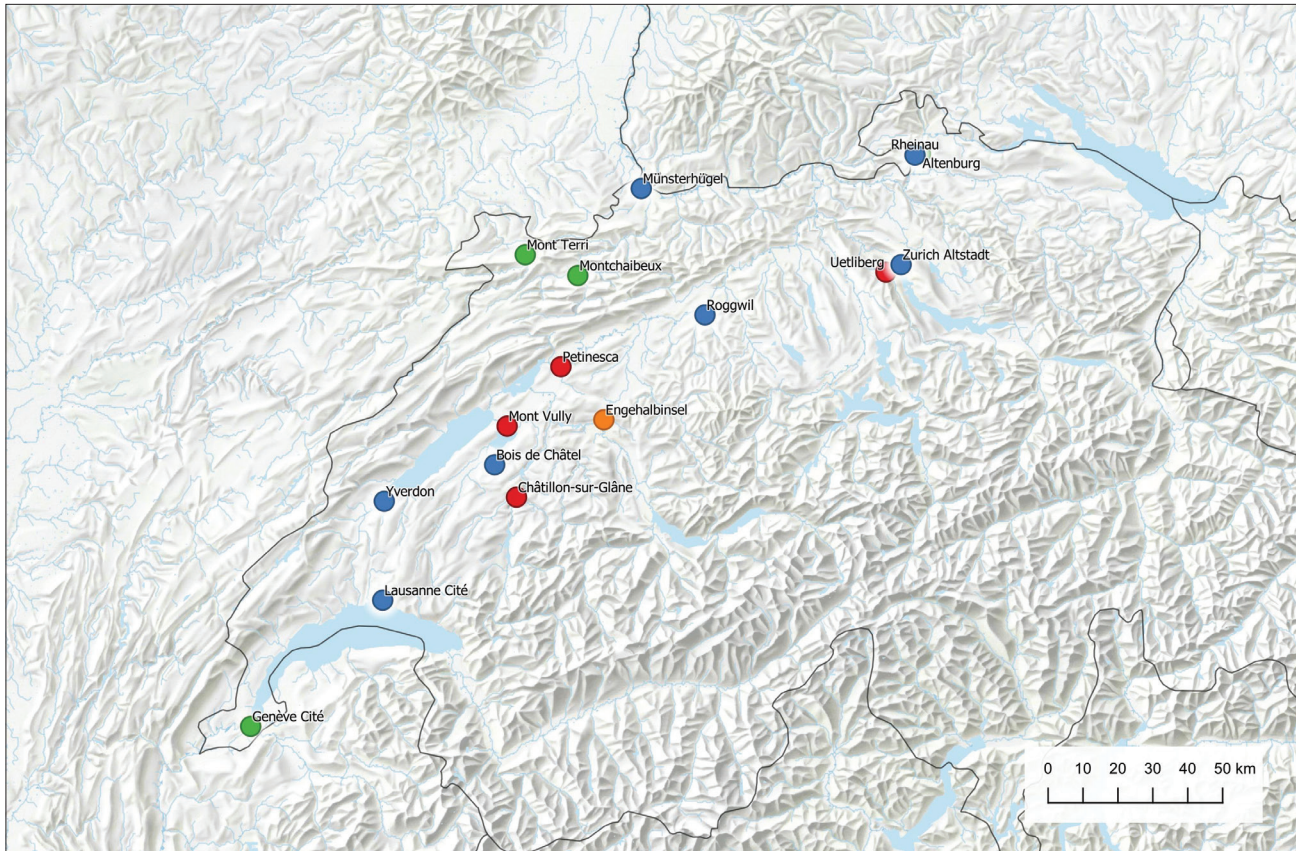 Rheinau
Altenburg
Münsterhügel
Mont Terri
Zurich Altstadt
Uetliberg
Montchaibeux
Roggwil
Petinesca
Engehalbinsel
Mont Vully
Bois de Châtel
Châtillon-sur-Glâne
Yverdon
Lausanne Cité
Genève Cité
0 10 20 30 40 50 km